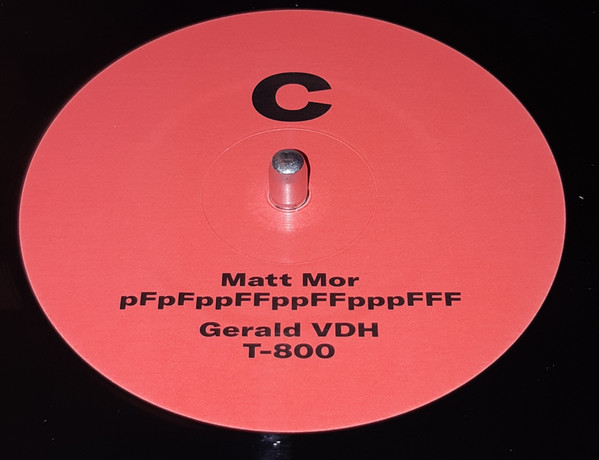 C
Matt Mor
pFpFppFFppFFpppFFF
Gerald VDH
T-800